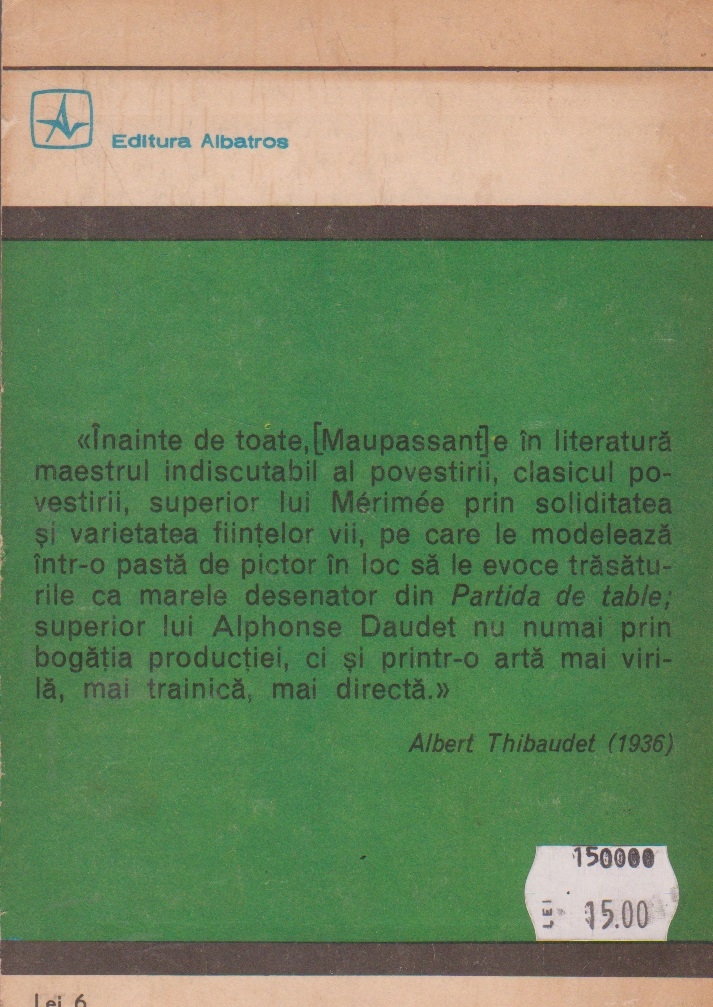 Editura Albatros
«Înainte de toate,[Maupassant]e în literatură
maestrul indiscutabil al povestirii, clasicul po-
vestirii, superior lui Mérimée prin soliditatea
și varietatea ființelor vii, pe care le modelează
într-o pastă de pictor în loc să le evoce trăsătu-
rile ca marele desenator din Partida de table;
superior lui Alphonse Daudet nu numai prin
bogăția producției, ci și printr-o artă mai viri-
lă, mai trainică, mai directă.»
Albert Thibaudet (1936)
150000
LEI 15.00
Lei 6